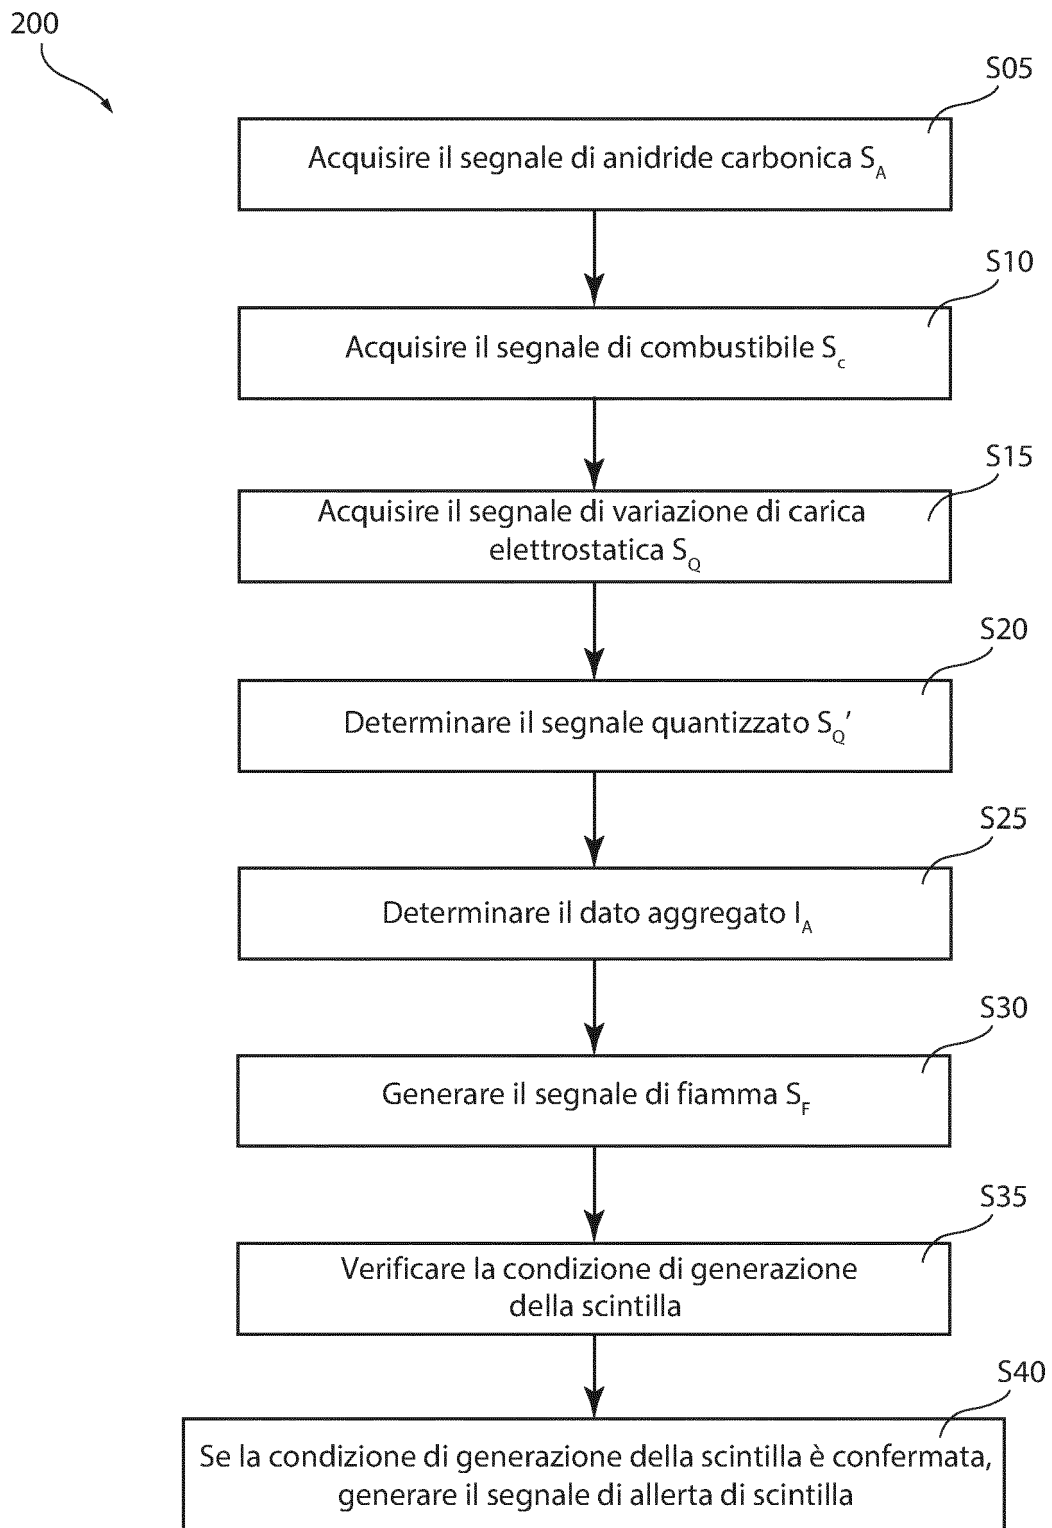 200
S05
Acquisire il segnale di anidride carbonica S_A
S10
Acquisire il segnale di combustibile S_c
S15
Acquisire il segnale di variazione di carica
elettrostatica S_Q
S20
Determinare il segnale quantizzato S_Q'
S25
Determinare il dato aggregato I_A
S30
Generare il segnale di fiamma S_F
S35
Verificare la condizione di generazione
della scintilla
S40
Se la condizione di generazione della scintilla è confermata,
generare il segnale di allerta di scintilla